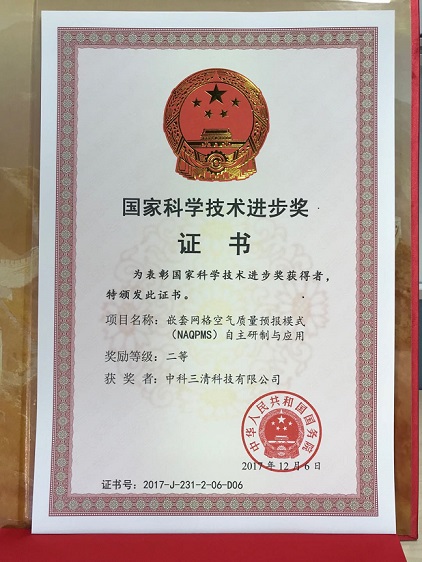 国家科学技术进步奖
证书
为表彰国家科学技术进步奖获得者，
特颁发此证书。
项目名称：嵌套网格空气质量预报模式
（NAQPMS）自主研制与应用
奖励等级：二等
获奖者：中科三清科技有限公司
中华人民共和国国务院
2017年12月6日
证书号：2017-J-231-2-06-D06